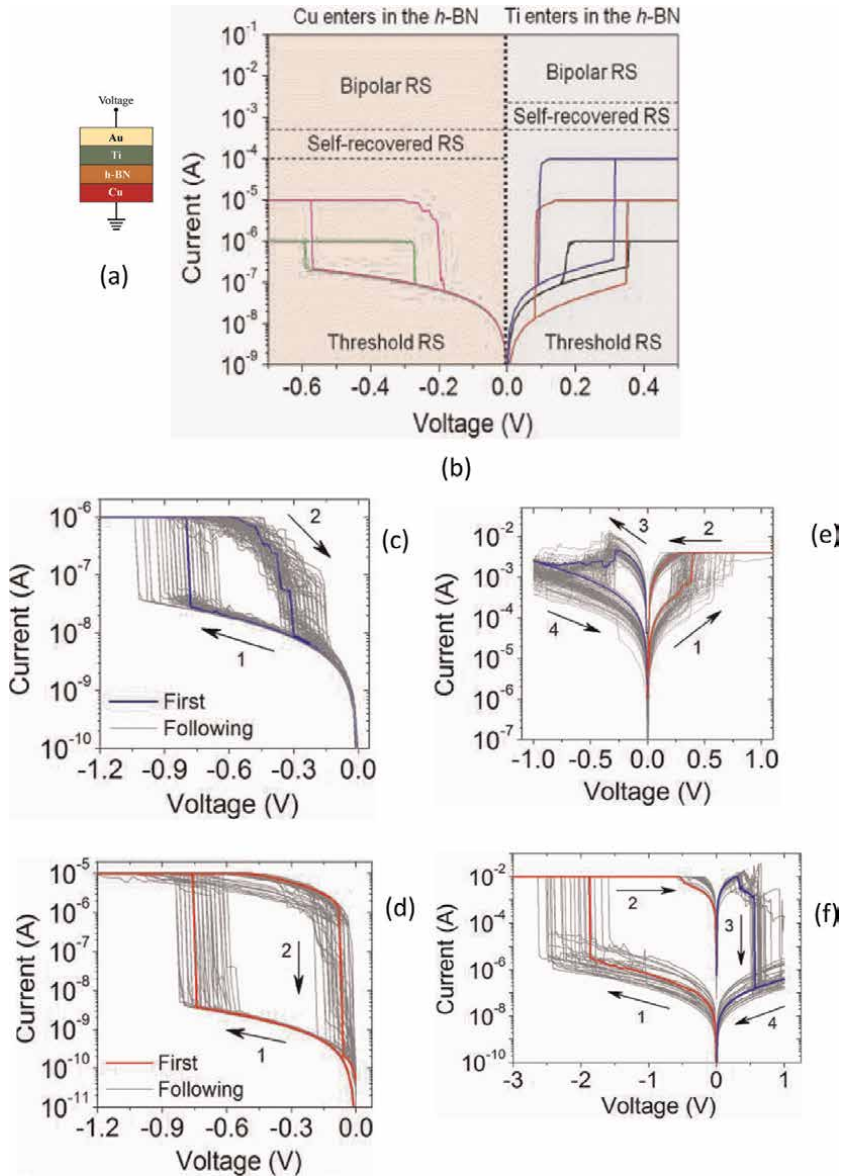 Cu enters in the h-BN Ti enters in the h-BN
Voltage
Au
Ti
h-BN
Cu
(a)
Current (A)
10⁻¹
10⁻²
10⁻³
10⁻⁴
10⁻⁵
10⁻⁶
10⁻⁷
10⁻⁸
10⁻⁹
Bipolar RS
Self-recovered RS
Threshold RS
Bipolar RS
Self-recovered RS
Threshold RS
-0.6 -0.4 -0.2 0.0 0.2 0.4
Voltage (V)
(b)
Current (A)
10⁻⁶
10⁻⁷
10⁻⁸
10⁻⁹
10⁻¹⁰
2
1
First
Following
-1.2 -0.9 -0.6 -0.3 0.0
Voltage (V)
(c)
Current (A)
10⁻²
10⁻³
10⁻⁴
10⁻⁵
10⁻⁶
10⁻⁷
3 2
4 1
-1.0 -0.5 0.0 0.5 1.0
Voltage (V)
(e)
Current (A)
10⁻⁵
10⁻⁶
10⁻⁷
10⁻⁸
10⁻⁹
10⁻¹⁰
10⁻¹¹
2
1
First
Following
-1.2 -0.9 -0.6 -0.3 0.0
Voltage (V)
(d)
Current (A)
10⁻²
10⁻⁴
10⁻⁶
10⁻⁸
10⁻¹⁰
2
3
1
4
-3 -2 -1 0 1
Voltage (V)
(f)